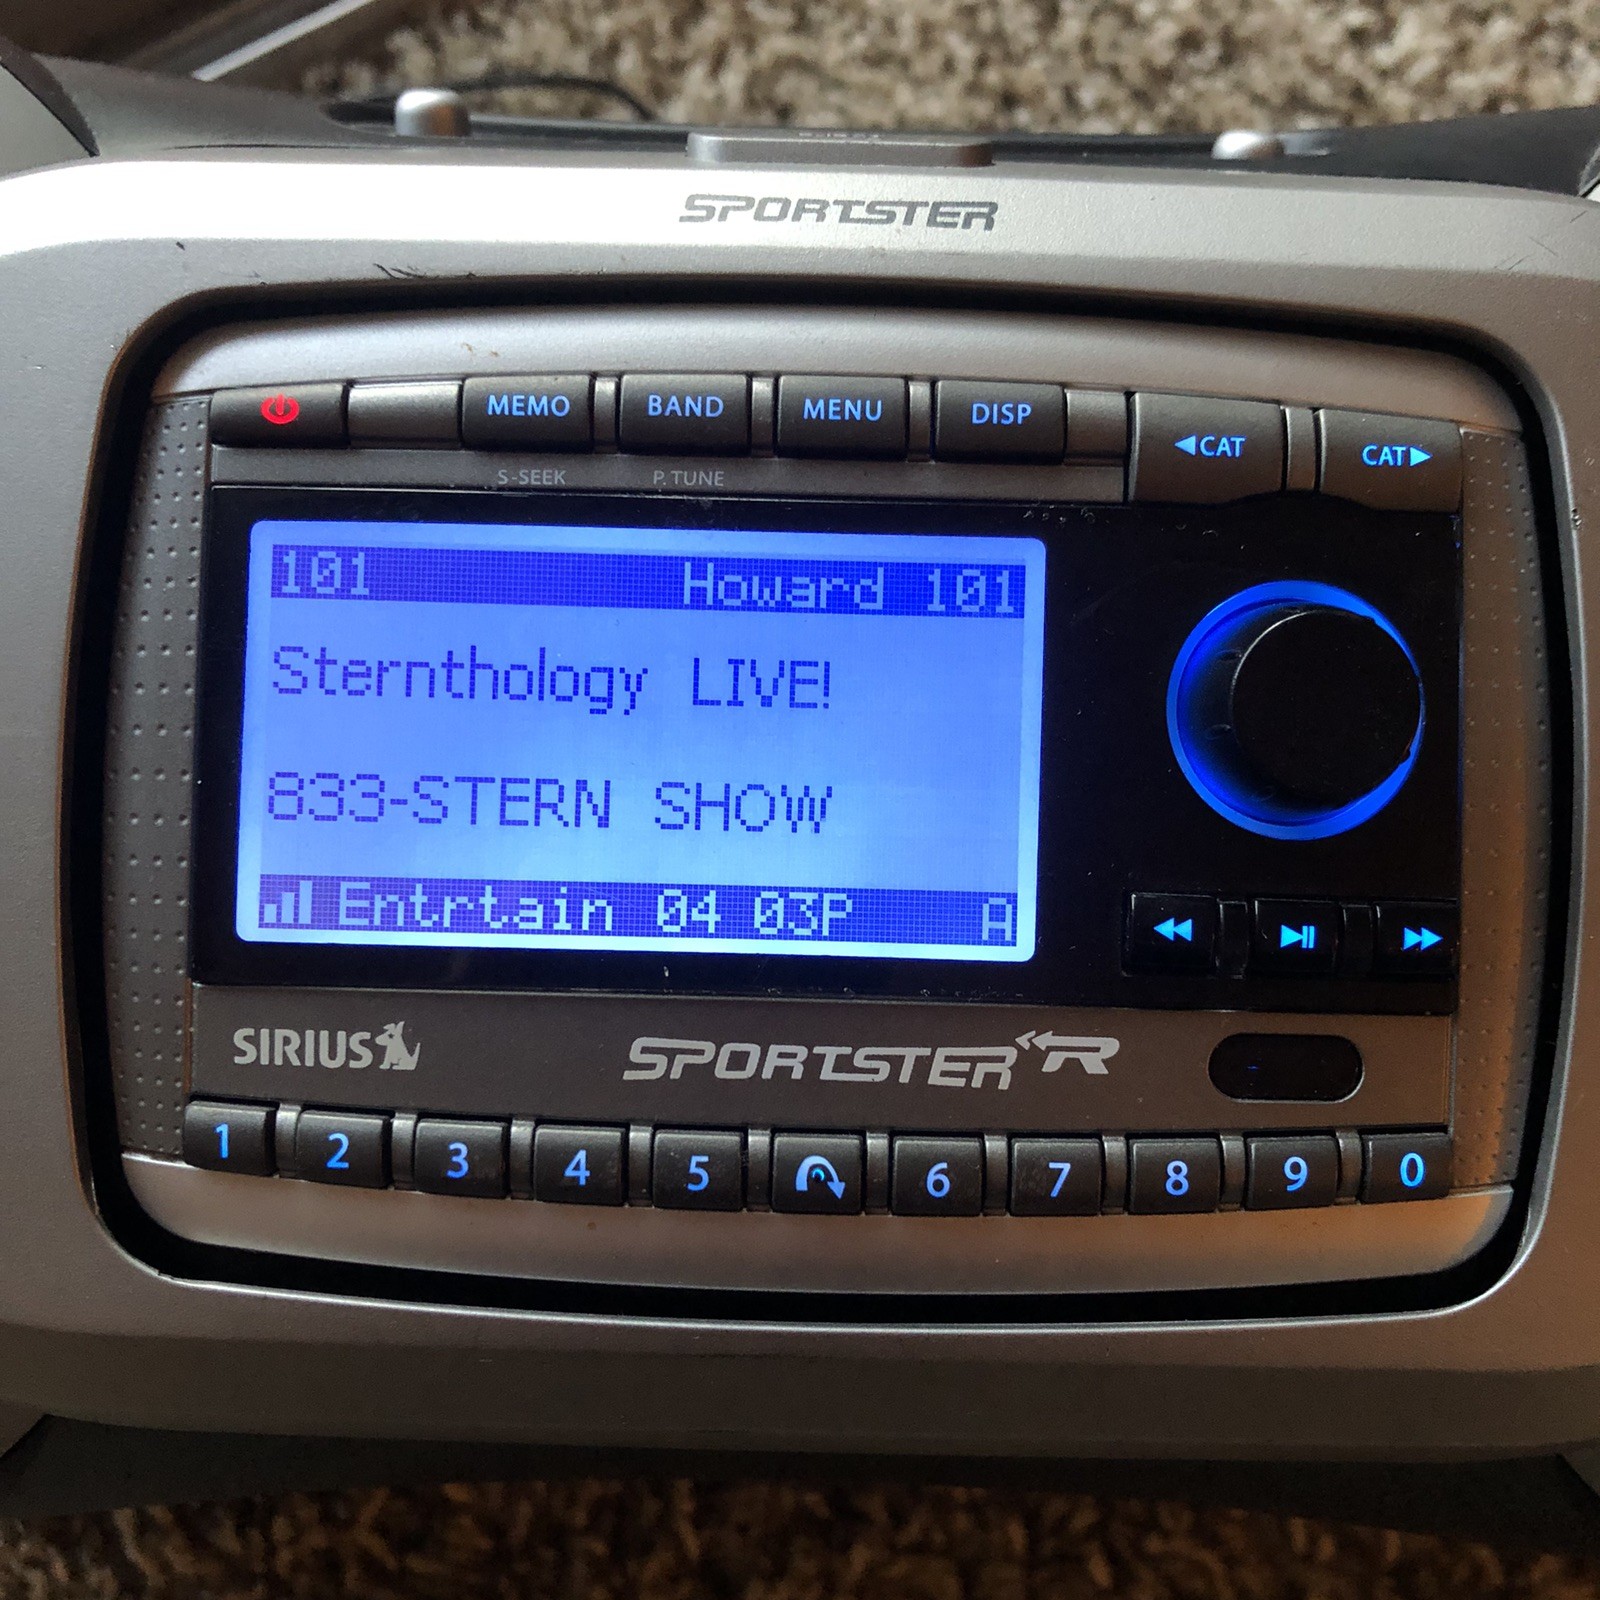 SPORTSTER
MEMO BAND MENU DISP CAT CAT
S-SEEK P. TUNE
101 Howard 101
Sternthology LIVE!
833-STERN SHOW
Entrtain 04 03P A
SIRIUS SPORTSTER R
1 2 3 4 5 6 7 8 9 0